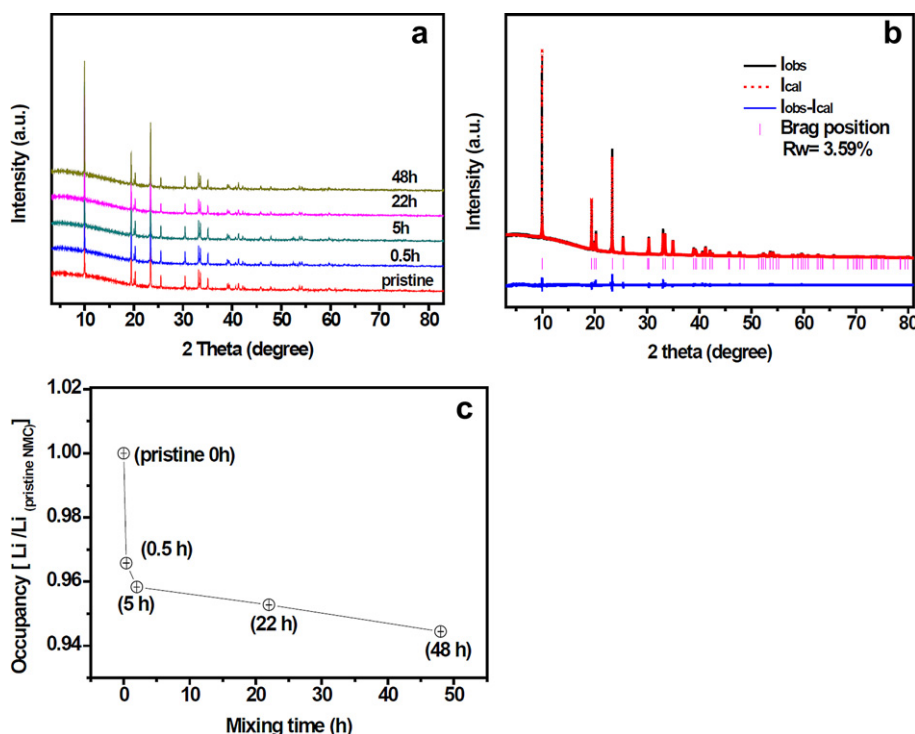 a
Intensity (a.u.)
48h
22h
5h
0.5h
pristine
10 20 30 40 50 60 70 80
2 Theta (degree)
b
Intensity (a.u.)
Iobs
Ical
Iobs-Ical
Brag position
Rw= 3.59%
10 20 30 40 50 60 70 80
2 theta (degree)
c
Occupancy [ Li /Li (pristine NMC)]
1.02
1.00
0.98
0.96
0.94
(pristine 0h)
(0.5 h)
(5 h)
(22 h)
(48 h)
0 10 20 30 40 50
Mixing time (h)